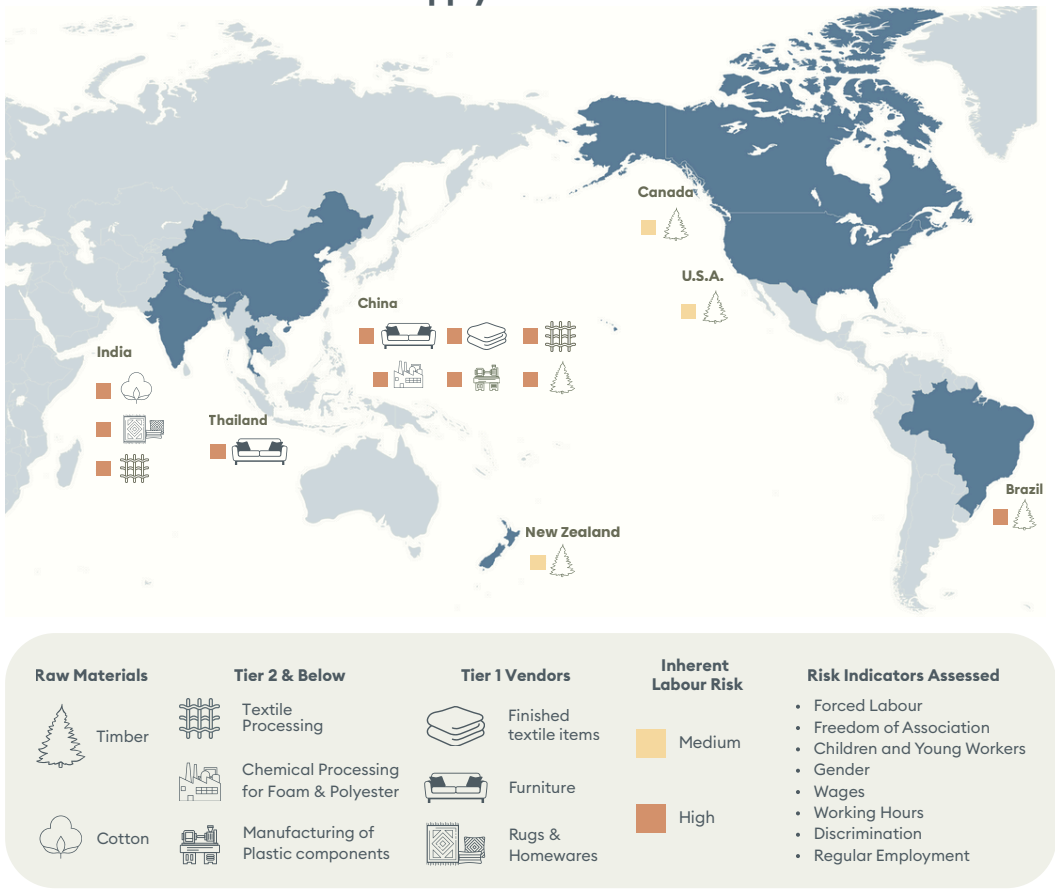 Canada
U.S.A.
China
India
Thailand
Brazil
New Zealand
Raw Materials
Timber
Cotton
Tier 2 & Below
Textile
Processing
Chemical Processing
for Foam & Polyester
Manufacturing of
Plastic components
Tier 1 Vendors
Finished
textile items
Furniture
Rugs &
Homewares
Inherent
Labour Risk
Medium
High
Risk Indicators Assessed
• Forced Labour
• Freedom of Association
• Children and Young Workers
• Gender
• Wages
• Working Hours
• Discrimination
• Regular Employment